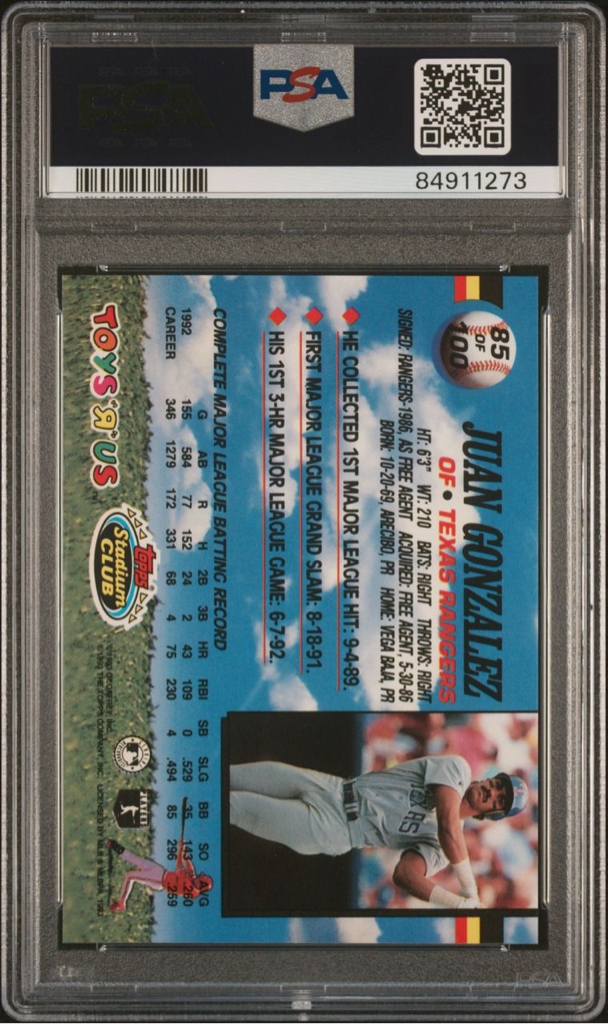 PSA
84911273
85
OF
100
JUAN GONZALEZ
OF • TEXAS RANGERS
HT: 6'3" WT: 210 BATS: RIGHT THROWS: RIGHT
SIGNED: RANGERS-1986, AS FREE AGENT ACQUIRED: FREE AGENT, 5-30-86
BORN: 10-20-69, ARECIBO, PR HOME: VEGA BAJA, PR
HE COLLECTED 1ST MAJOR LEAGUE HIT: 9-4-89.
FIRST MAJOR LEAGUE GRAND SLAM: 8-18-91.
HIS 1ST 3-HR MAJOR LEAGUE GAME: 6-7-92.
COMPLETE MAJOR LEAGUE BATTING RECORD
G AB R H 2B 3B HR RBI SB SLG BB SO AVG
1992 155 584 77 152 24 2 43 109 0 .529 35 143 .260
CAREER 346 1279 172 331 68 4 75 230 4 .494 85 296 .259
TOYS "R" US
Topps
Stadium
CLUB
THE TOPPS COMPANY, INC.